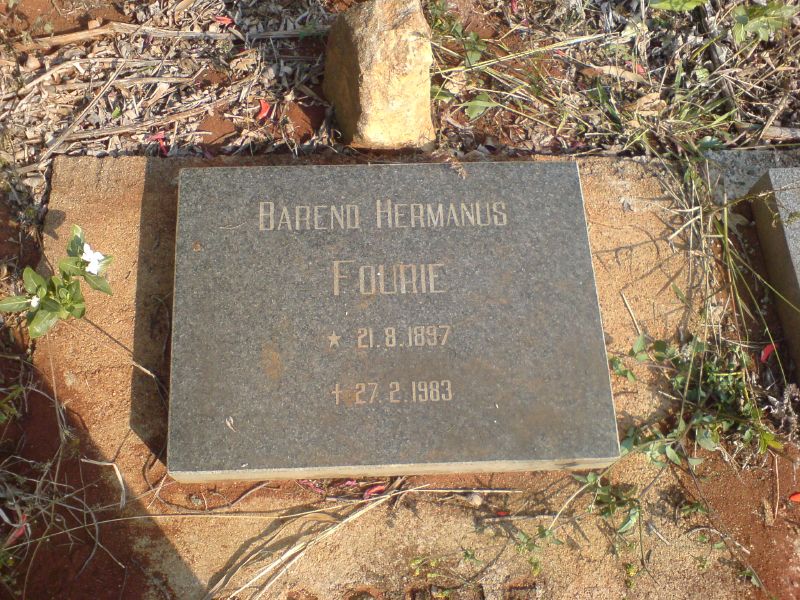 BAREND HERMANUS
FOURIE
★ 21.8.1897
✝ 27.2.1983